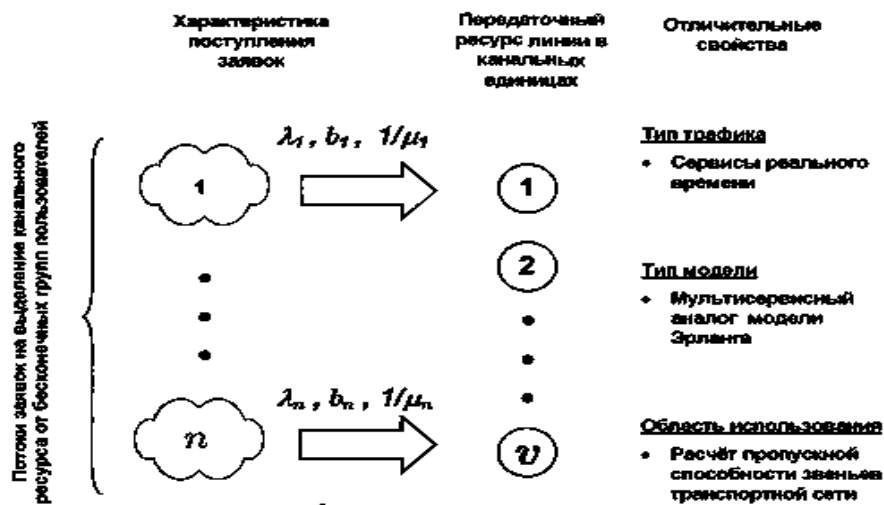 Характеристика
поступления
заявок
Передаточный
ресурс линии в
канальных
единицах
Отличительные
свойства
Потоки заявок на выделение канального
ресурса от бесконечных групп пользователей
λ₁ , b₁ , 1/μ₁
1
1
2
Тип трафика
• Сервисы реального
времени
Тип модели
• Мультисервисный
аналог модели
Эрланга
λₙ , bₙ , 1/μₙ
n
v
Область использования
• Расчёт пропускной
способности звеньев
транспортной сети